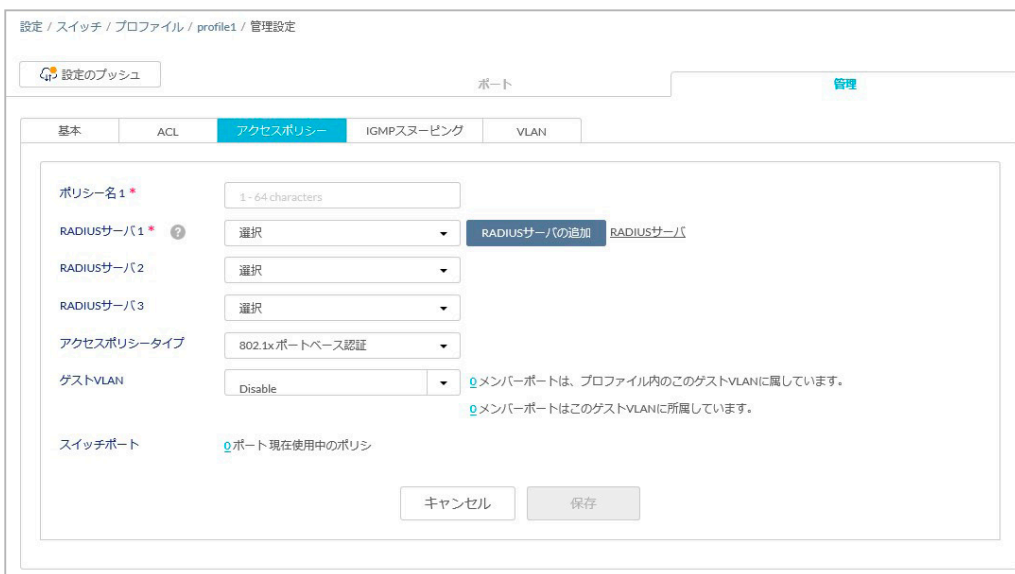 設定 / スイッチ / プロファイル / profile1 / 管理設定
設定のプッシュ
ポート
管理
基本 ACL アクセスポリシー IGMPスヌーピング VLAN
ポリシー名1 * 1 - 64 characters
RADIUSサーバ1 * ? 選択 RADIUSサーバの追加 RADIUSサーバ
RADIUSサーバ2 選択
RADIUSサーバ3 選択
アクセスポリシータイプ 802.1xポートベース認証
ゲストVLAN Disable 0メンバーポートは、プロファイル内のこのゲストVLANに属しています。
0メンバーポートはこのゲストVLANに所属しています。
スイッチポート 0ポート現在使用中のポリシ
キャンセル 保存